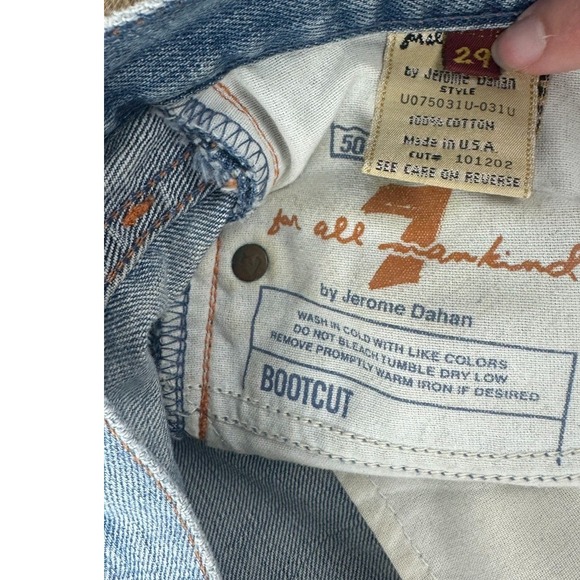 for al
29
by Jerome Dahan
STYLE
U075031U-031U
100% COTTON
Made in U.S.A
CUT# 101202
SEE CARE ON REVERSE
50
7
for all mankind
by Jerome Dahan
WASH IN COLD WITH LIKE COLORS
DO NOT BLEACH TUMBLE DRY LOW
REMOVE PROMPTLY WARM IRON IF DESIRED
BOOTCUT